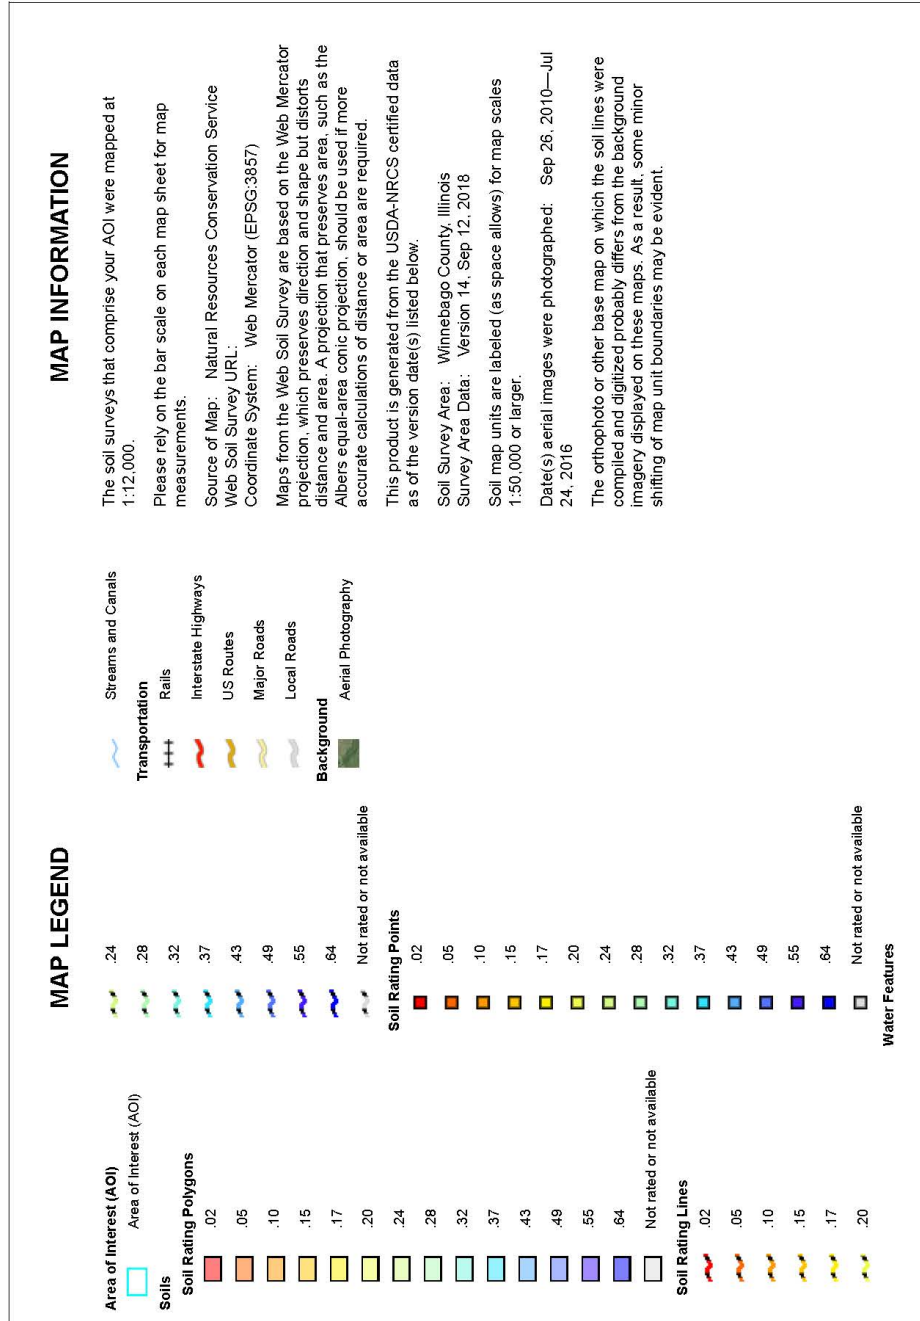 MAP LEGEND
Area of Interest (AOI)
Area of Interest (AOI)
Soils
Soil Rating Polygons
.02
.05
.10
.15
.17
.20
.24
.28
.32
.37
.43
.49
.55
.64
Not rated or not available
Soil Rating Lines
.02
.05
.10
.15
.17
.20
.24
.28
.32
.37
.43
.49
.55
.64
Not rated or not available
Soil Rating Points
.02
.05
.10
.15
.17
.20
.24
.28
.32
.37
.43
.49
.55
.64
Not rated or not available
Water Features
Streams and Canals
Transportation
Rails
Interstate Highways
US Routes
Major Roads
Local Roads
Background
Aerial Photography
MAP INFORMATION
The soil surveys that comprise your AOI were mapped at
1:12,000.
Please rely on the bar scale on each map sheet for map
measurements.
Source of Map: Natural Resources Conservation Service
Web Soil Survey URL:
Coordinate System: Web Mercator (EPSG:3857)
Maps from the Web Soil Survey are based on the Web Mercator
projection, which preserves direction and shape but distorts
distance and area. A projection that preserves area, such as the
Albers equal-area conic projection, should be used if more
accurate calculations of distance or area are required.
This product is generated from the USDA-NRCS certified data
as of the version date(s) listed below.
Soil Survey Area: Winnebago County, Illinois
Survey Area Data: Version 14, Sep 12, 2018
Soil map units are labeled (as space allows) for map scales
1:50,000 or larger.
Date(s) aerial images were photographed: Sep 26, 2010—Jul
24, 2016
The orthophoto or other base map on which the soil lines were
compiled and digitized probably differs from the background
imagery displayed on these maps. As a result, some minor
shifting of map unit boundaries may be evident.